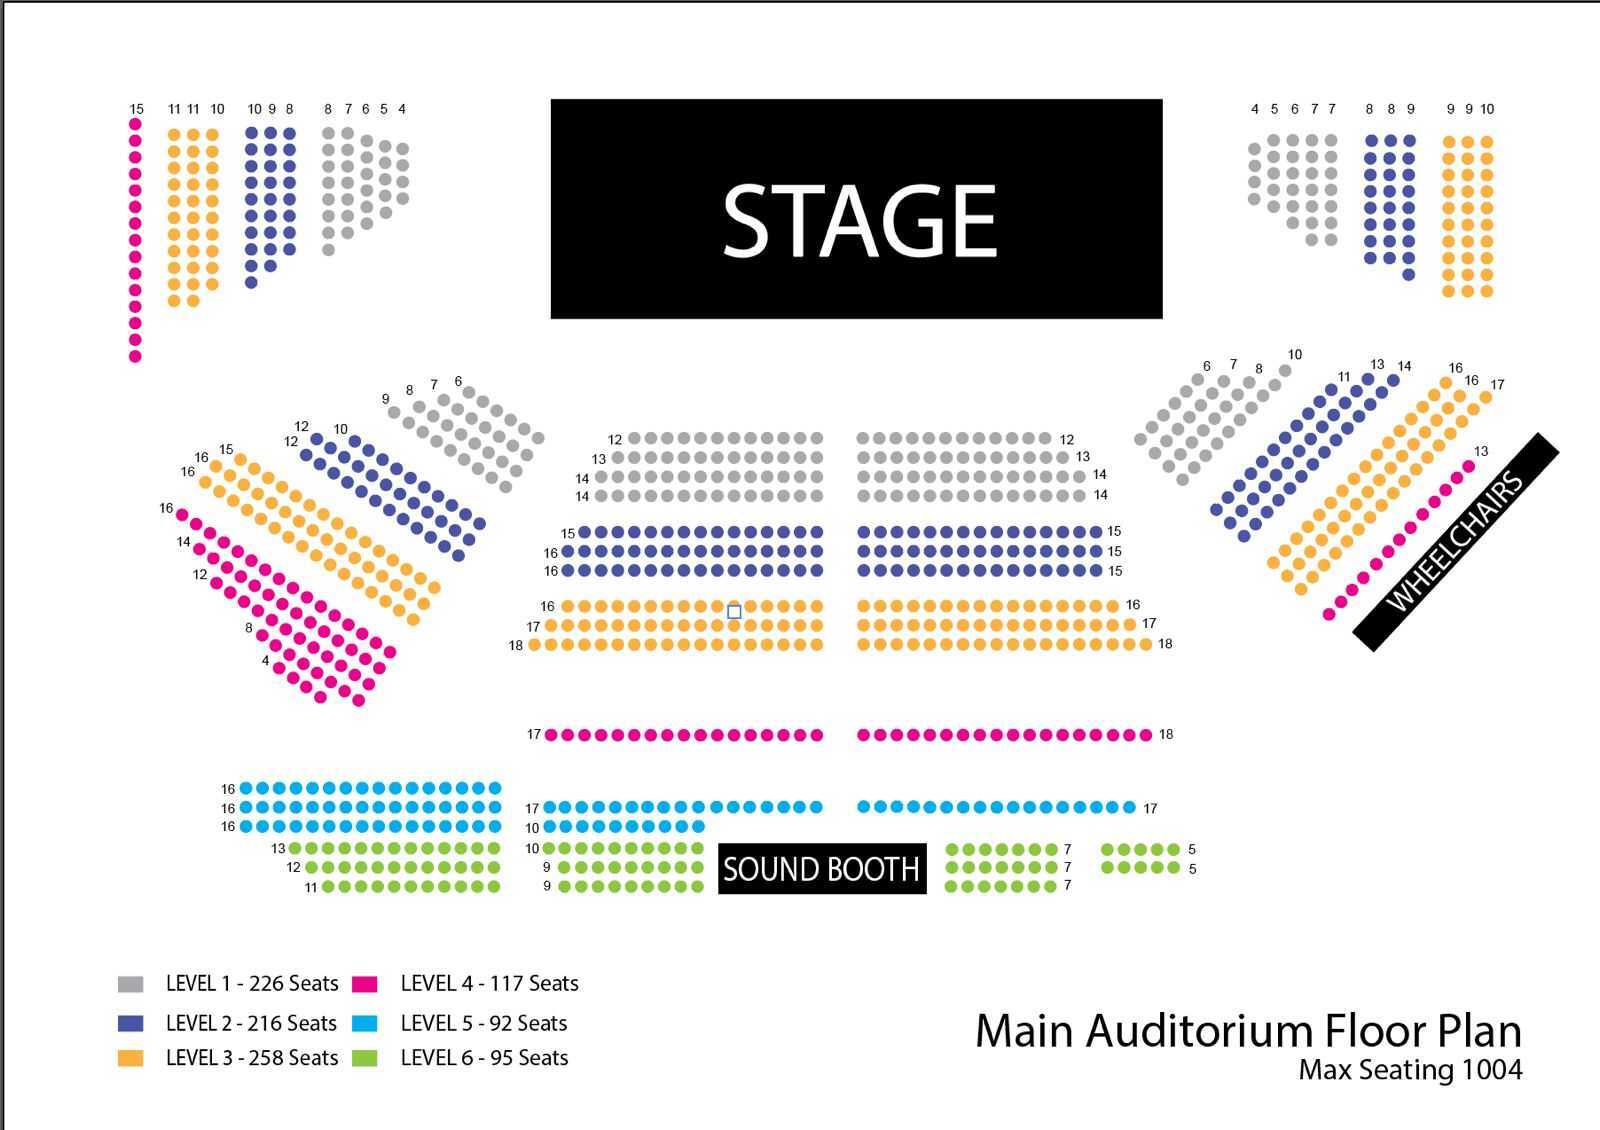 15 11 11 10 10 9 8 8 7 6 5 4
4 5 6 7 7 8 8 9 9 9 10
STAGE
9 8 7 6
12 12 10
16 16 15
16
14
12
8
4
6 7 8 10
11 13 14
16 16 17
13
WHEELCHAIRS
12 12
13 13
14 14
14 14
15 15
16 15
16 15
16 16
17 17
18 18
17 18
16
16 17 17
16 10
13 10 7 5
12 9 7 5
11 9 7
SOUND BOOTH
LEVEL 1 - 226 Seats LEVEL 4 - 117 Seats
LEVEL 2 - 216 Seats LEVEL 5 - 92 Seats
LEVEL 3 - 258 Seats LEVEL 6 - 95 Seats
Main Auditorium Floor Plan
Max Seating 1004